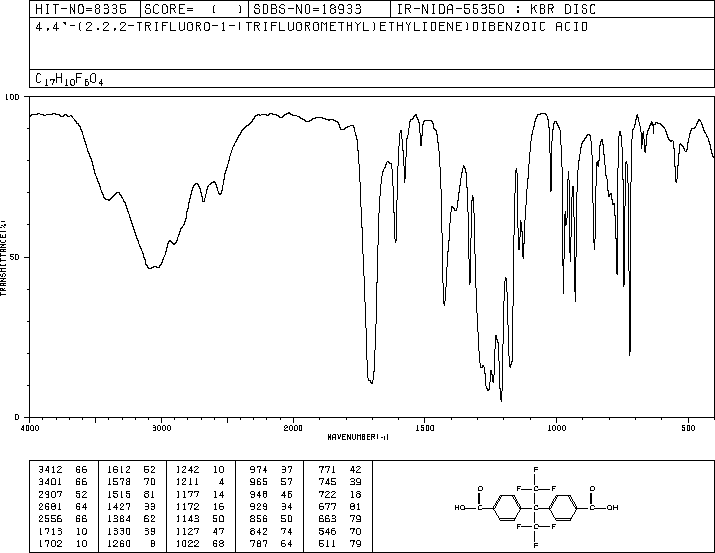 HIT-NO=8335 SCORE= ( ) SDBS-NO=18933 IR-NIDA-55350 : KBR DISC
4,4'-(2,2,2-TRIFLUORO-1-(TRIFLUOROMETHYL)ETHYLIDENE)DIBENZOIC ACID
C17H10F6O4
100
50
0
TRANSMITTANCE(%)
4000 3000 2000 1500 1000 500
WAVENUMBER(-1)
3412 66 1612 52 1242 10 974 37 771 42
3401 66 1578 70 1211 4 965 57 745 39
2907 52 1515 81 1177 14 948 46 722 18
2681 64 1427 33 1172 16 929 34 677 81
2556 66 1384 62 1143 50 856 50 663 79
1713 10 1330 39 1127 47 842 74 546 70
1702 10 1260 8 1022 68 787 64 511 79
F
F F
O O
HO OH
F F
F